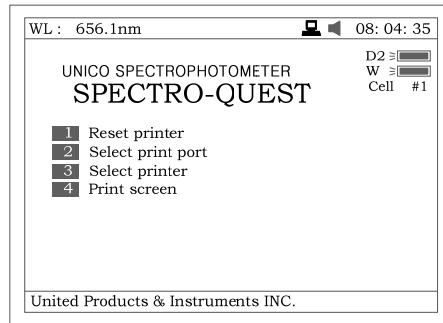 WL : 656.1nm 08: 04: 35
D2
W
Cell #1
UNICO SPECTROPHOTOMETER
SPECTRO-QUEST
1 Reset printer
2 Select print port
3 Select printer
4 Print screen
United Products & Instruments INC.